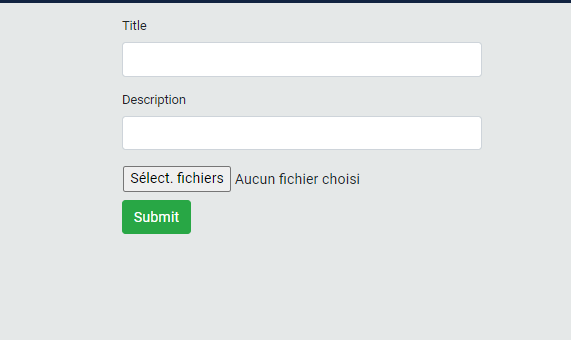 Title
Description
Sélect. fichiers Aucun fichier choisi
Submit